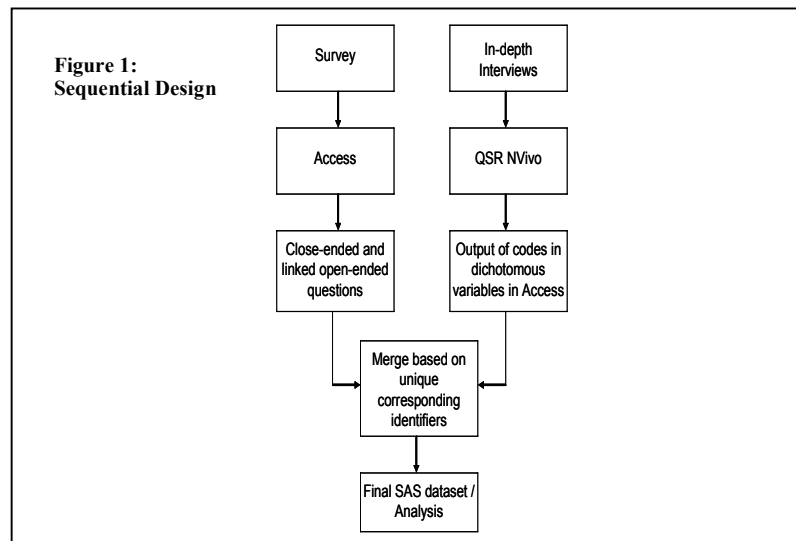 Figure 1:
Sequential Design
Survey
In-depth
Interviews
Access
QSR NVivo
Close-ended and
linked open-ended
questions
Output of codes in
dichotomous
variables in Access
Merge based on
unique
corresponding
identifiers
Final SAS dataset /
Analysis